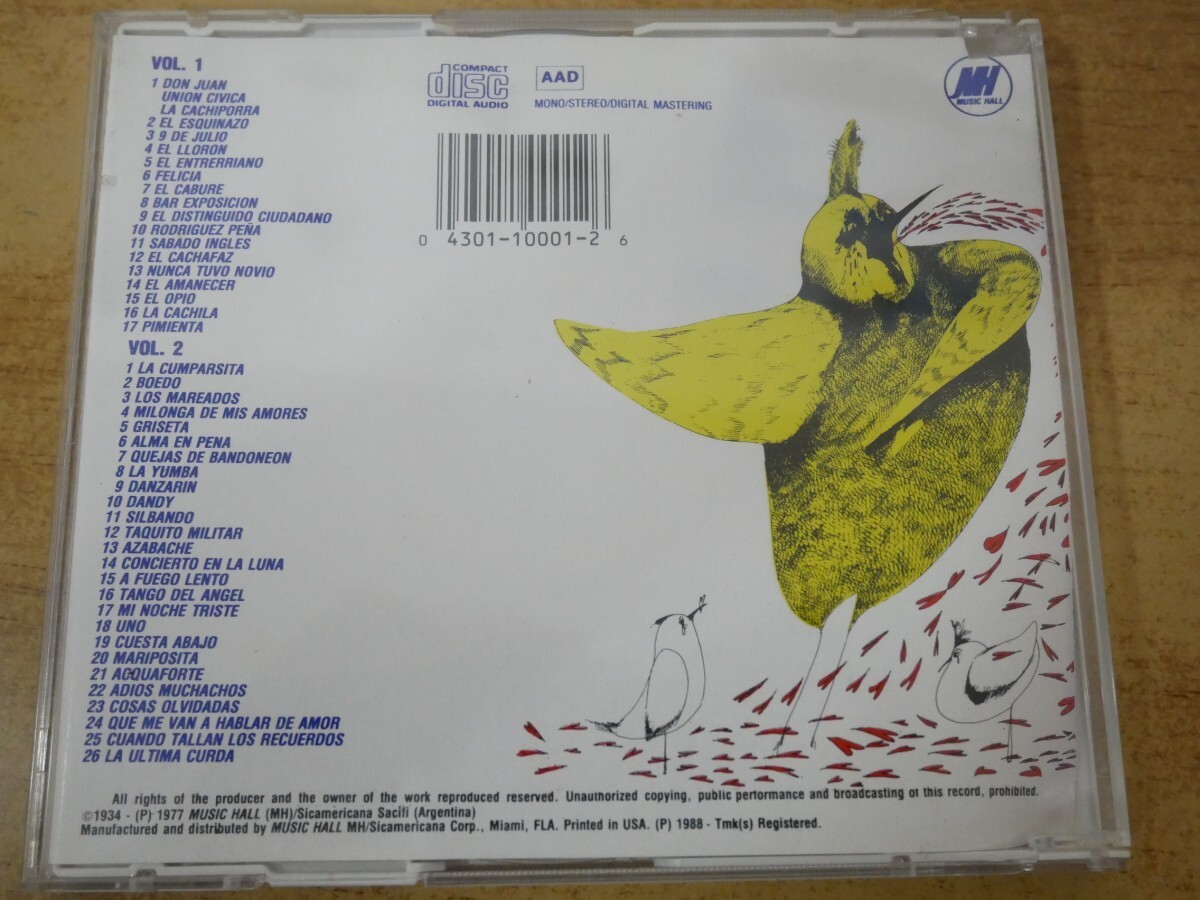 VOL. 1
1 DON JUAN
UNION CIVICA
LA CACHIPORRA
2 EL ESQUINAZO
3 9 DE JULIO
4 EL LLORON
5 EL ENTRERRIANO
6 FELICIA
7 EL CABURE
8 BAR EXPOSICION
9 EL DISTINGUIDO CIUDADANO
10 RODRIGUEZ PEÑA
11 SABADO INGLES
12 EL CACHAFAZ
13 NUNCA TUVO NOVIO
14 EL AMANECER
15 EL OPIO
16 LA CACHILA
17 PIMIENTA
VOL. 2
1 LA CUMPARSITA
2 BOEDO
3 LOS MAREADOS
4 MILONGA DE MIS AMORES
5 GRISETA
6 ALMA EN PENA
7 QUEJAS DE BANDONEON
8 LA YUMBA
9 DANZARIN
10 DANDY
11 SILBANDO
12 TAQUITO MILITAR
13 AZABACHE
14 CONCIERTO EN LA LUNA
15 A FUEGO LENTO
16 TANGO DEL ANGEL
17 MI NOCHE TRISTE
18 UNO
19 CUESTA ABAJO
20 MARIPOSITA
21 ACQUAFORTE
22 ADIOS MUCHACHOS
23 COSAS OLVIDADAS
24 QUE ME VAN A HABLAR DE AMOR
25 CUANDO TALLAN LOS RECUERDOS
26 LA ULTIMA CURDA
COMPACT
disc
DIGITAL AUDIO
AAD
MONO/STEREO/DIGITAL MASTERING
MH
MUSIC HALL
0 4301-10001-2 6
All rights of the producer and the owner of the work reproduced reserved. Unauthorized copying, public performance and broadcasting of this record, prohibited.
©1934 - (P) 1977 MUSIC HALL (MH)/Sicamericana Sacifi (Argentina)
Manufactured and distributed by MUSIC HALL MH/Sicamericana Corp., Miami, FLA. Printed in USA. (P) 1988 - Tmk(s) Registered.